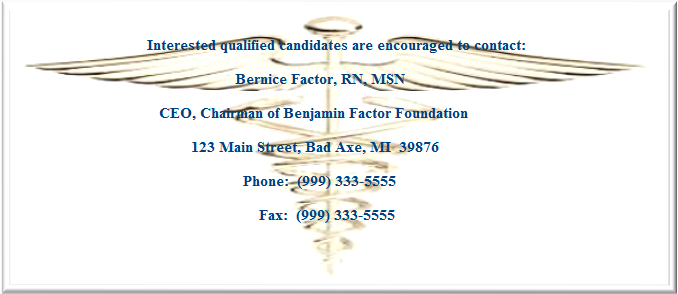 Interested qualified candidates are encouraged to contact:
Bernice Factor, RN, MSN
CEO, Chairman of Benjamin Factor Foundation
123 Main Street, Bad Axe, MI  39876
Phone:  (999) 333-5555
Fax:  (999) 333-5555